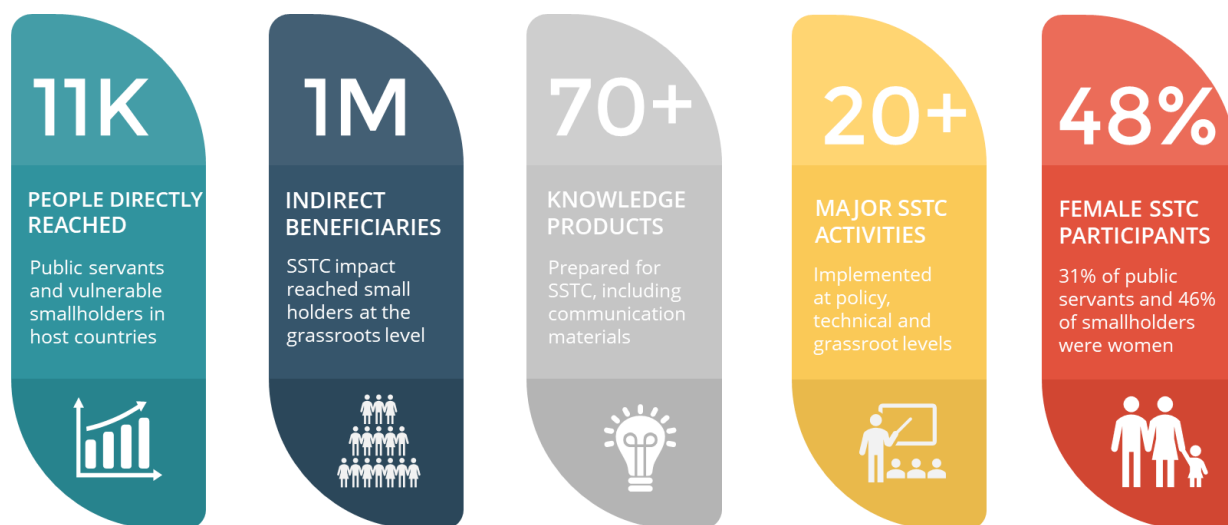 11K
PEOPLE DIRECTLY
REACHED
Public servants
and vulnerable
smallholders in
host countries
1M
INDIRECT
BENEFICIARIES
SSTC impact
reached small
holders at the
grassroots level
70+
KNOWLEDGE
PRODUCTS
Prepared for
SSTC, including
communication
materials
20+
MAJOR SSTC
ACTIVITIES
Implemented
at policy,
technical and
grassroot levels
48%
FEMALE SSTC
PARTICIPANTS
31% of public
servants and 46%
of smallholders
were women